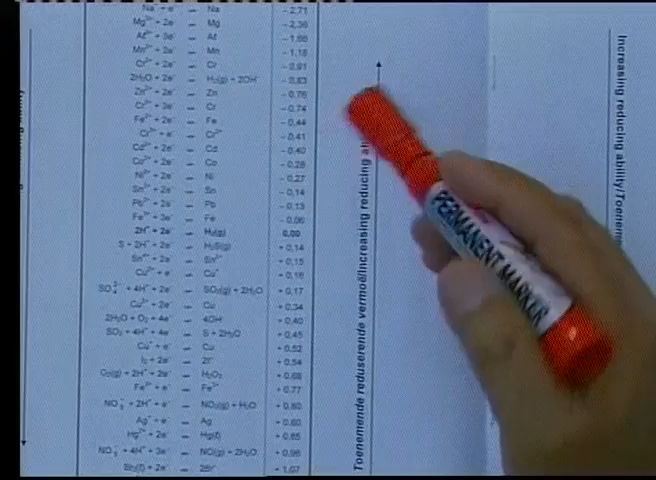 Na⁺ + e⁻ = Na −2,71
Mg²⁺ + 2e⁻ = Mg −2,36
Aℓ³⁺ + 3e⁻ = Aℓ −1,66
Mn²⁺ + 2e⁻ = Mn −1,18
Cr²⁺ + 2e⁻ = Cr −0,91
2H₂O + 2e⁻ = H₂(g) + 2OH⁻ −0,83
Zn²⁺ + 2e⁻ = Zn −0,76
Cr³⁺ + 3e⁻ = Cr −0,74
Fe²⁺ + 2e⁻ = Fe −0,44
Cr³⁺ + e⁻ = Cr²⁺ −0,41
Cd²⁺ + 2e⁻ = Cd −0,40
Co²⁺ + 2e⁻ = Co −0,28
Ni²⁺ + 2e⁻ = Ni −0,27
Sn²⁺ + 2e⁻ = Sn −0,14
Pb²⁺ + 2e⁻ = Pb −0,13
Fe³⁺ + 3e⁻ = Fe −0,06
2H⁺ + 2e⁻ = H₂(g) 0,00
S + 2H⁺ + 2e⁻ = H₂S(g) +0,14
Sn⁴⁺ + 2e⁻ = Sn²⁺ +0,15
Cu²⁺ + e⁻ = Cu⁺ +0,16
SO₄²⁻ + 4H⁺ + 2e⁻ = SO₂(g) + 2H₂O +0,17
Cu²⁺ + 2e⁻ = Cu +0,34
2H₂O + O₂ + 4e⁻ = 4OH⁻ +0,40
SO₂ + 4H⁺ + 4e⁻ = S + 2H₂O +0,45
Cu⁺ + e⁻ = Cu +0,52
I₂ + 2e⁻ = 2I⁻ +0,54
O₂(g) + 2H⁺ + 2e⁻ = H₂O₂ +0,68
Fe³⁺ + e⁻ = Fe²⁺ +0,77
NO₃⁻ + 2H⁺ + e⁻ = NO₂(g) + H₂O +0,80
Ag⁺ + e⁻ = Ag +0,80
Hg²⁺ + 2e⁻ = Hg(ℓ) +0,85
NO₃⁻ + 4H⁺ + 3e⁻ = NO(g) + 2H₂O +0,96
Br₂(ℓ) + 2e⁻ = 2Br⁻ +1,07
Toenemende reduserende vermoë/Increasing reducing
PERMANENT MARKER
Increasing reducing ability/